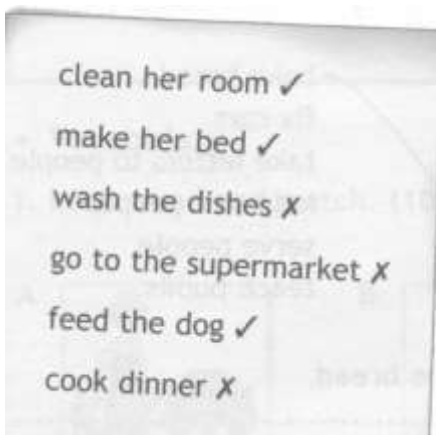 clean her room ✓
make her bed ✓
wash the dishes ✗
go to the supermarket ✗
feed the dog ✓
cook dinner ✗